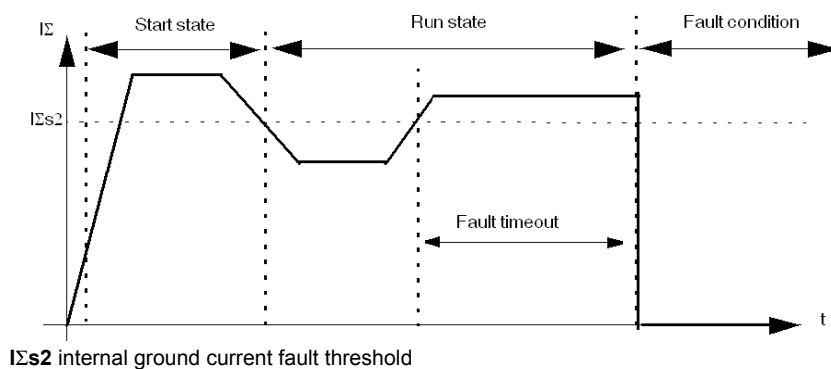 IΣ
Start state
Run state
Fault condition
IΣs2
Fault timeout
t
IΣs2 internal ground current fault threshold